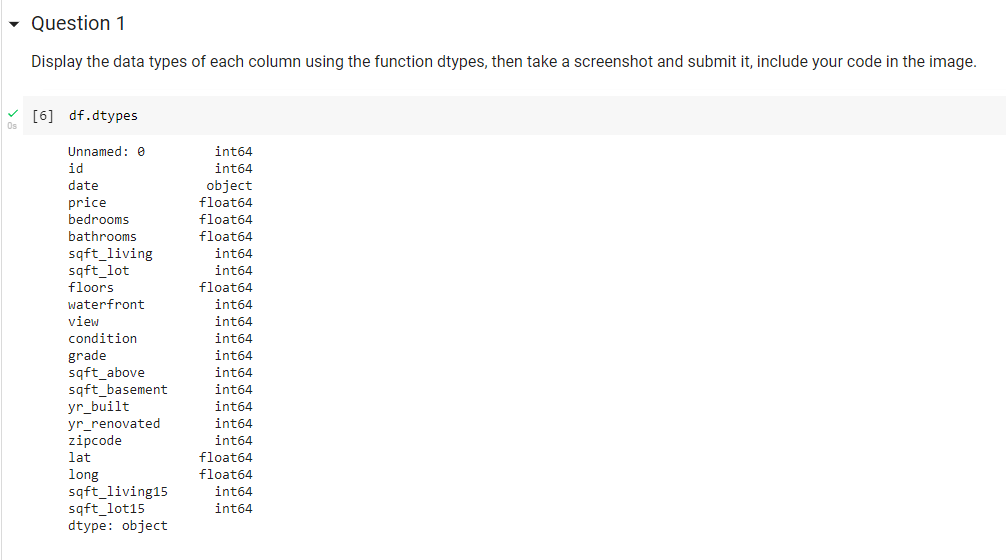 Question 1
Display the data types of each column using the function dtypes, then take a screenshot and submit it, include your code in the image.
[6] df.dtypes
0s
Unnamed: 0 int64
id int64
date object
price float64
bedrooms float64
bathrooms float64
sqft_living int64
sqft_lot int64
floors float64
waterfront int64
view int64
condition int64
grade int64
sqft_above int64
sqft_basement int64
yr_built int64
yr_renovated int64
zipcode int64
lat float64
long float64
sqft_living15 int64
sqft_lot15 int64
dtype: object